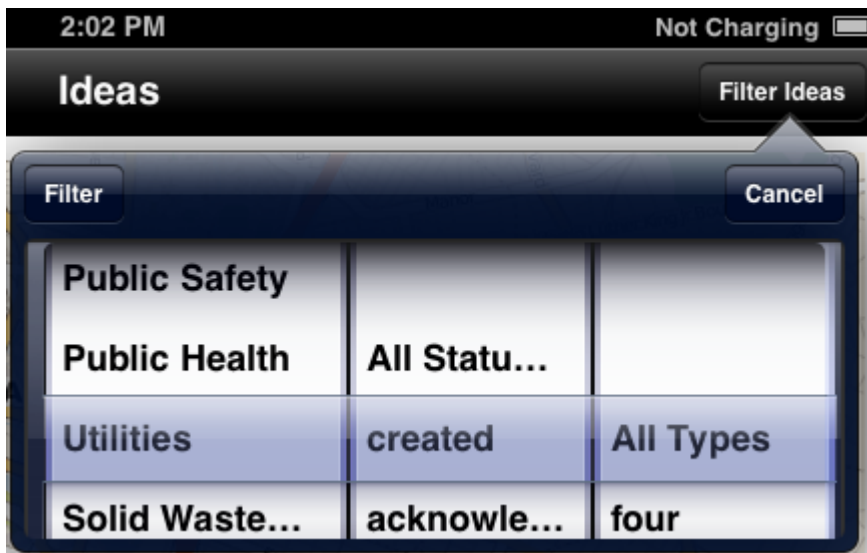 2:02 PM Not Charging
Ideas Filter Ideas
Filter Cancel
Public Safety
Public Health All Statu...
Utilities created All Types
Solid Waste... acknowle... four